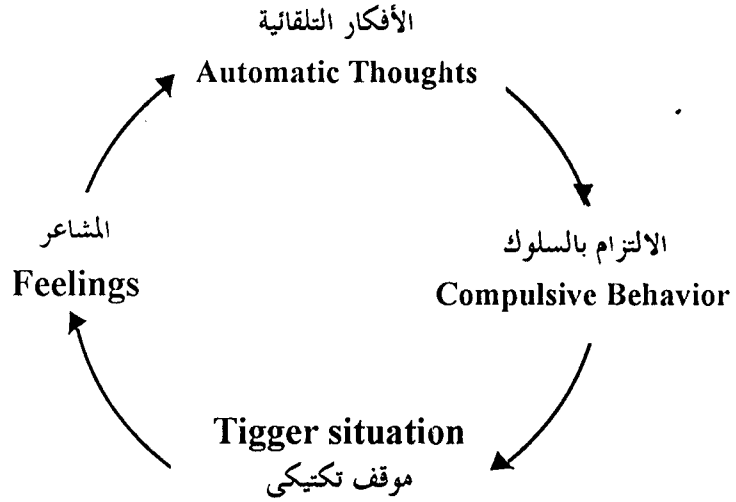 الأفكار التلقائية
Automatic Thoughts
المشاعر
Feelings
الالتزام بالسلوك
Compulsive Behavior
Tigger situation
موقف تكتيكى